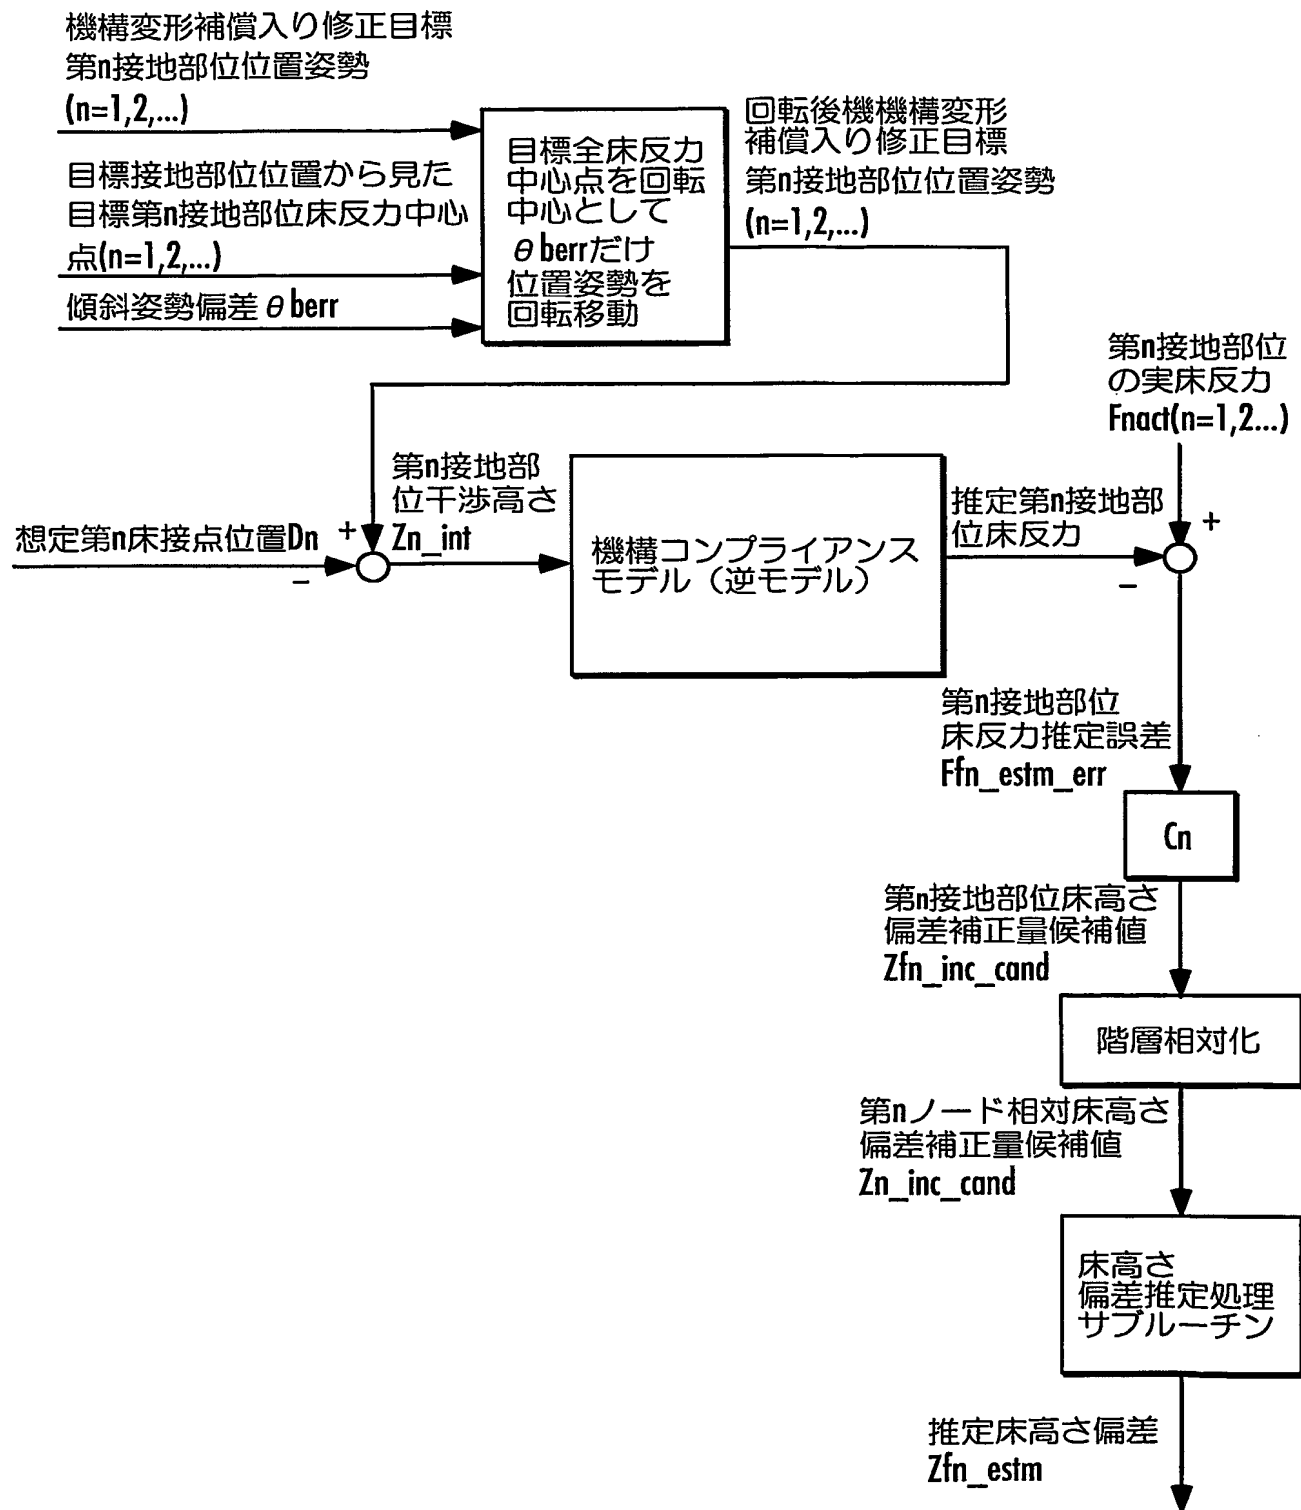 機構変形補償入り修正目標
第n接地部位位置姿勢
(n=1,2,...)
目標接地部位位置から見た
目標第n接地部位床反力中心
点(n=1,2,...)
傾斜姿勢偏差θberr
目標全床反力
中心点を回転
中心として
θberrだけ
位置姿勢を
回転移動
回転後機機構変形
補償入り修正目標
第n接地部位位置姿勢
(n=1,2,...)
第n接地部位
の実床反力
Fnact(n=1,2...)
想定第n床接点位置Dn
+
−
第n接地部
位干渉高さ
Zn_int
機構コンプライアンス
モデル（逆モデル）
推定第n接地部
位床反力
+
−
第n接地部位
床反力推定誤差
Ffn_estm_err
Cn
第n接地部位床高さ
偏差補正量候補値
Zfn_inc_cand
階層相対化
第nノード相対床高さ
偏差補正量候補値
Zn_inc_cand
床高さ
偏差推定処理
サブルーチン
推定床高さ偏差
Zfn_estm